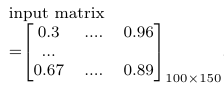 input matrix
= [ 0.3 .... 0.96
...
0.67 .... 0.89 ] 100×150